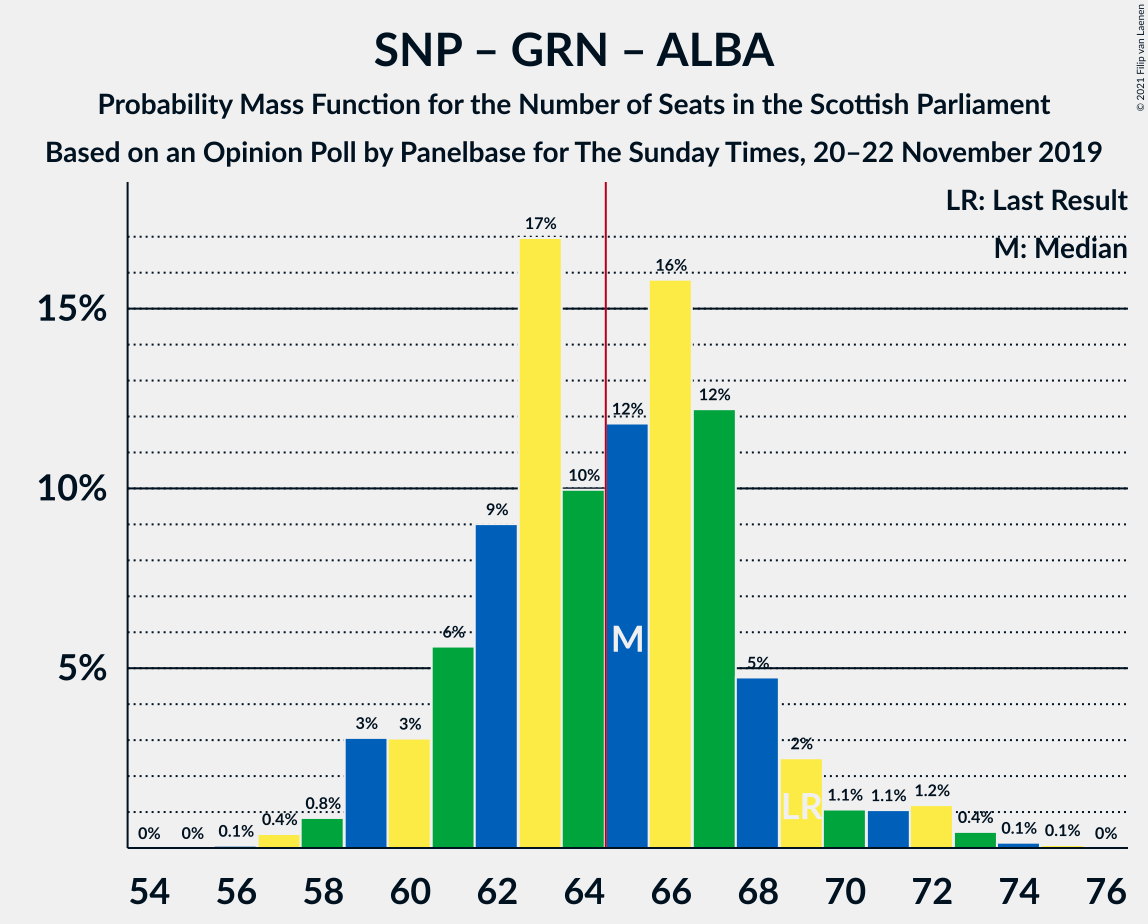 SNP – GRN – ALBA
Probability Mass Function for the Number of Seats in the Scottish Parliament
Based on an Opinion Poll by Panelbase for The Sunday Times, 20–22 November 2019
© 2021 Filip van Laenen
LR: Last Result
M: Median
15%
10%
5%
0% 0% 0.1% 0.4% 0.8% 3% 3% 6% 9% 17% 10% 12% 16% 12% 5% 2% 1.1% 1.1% 1.2% 0.4% 0.1% 0.1% 0%
M
LR
54 56 58 60 62 64 66 68 70 72 74 76